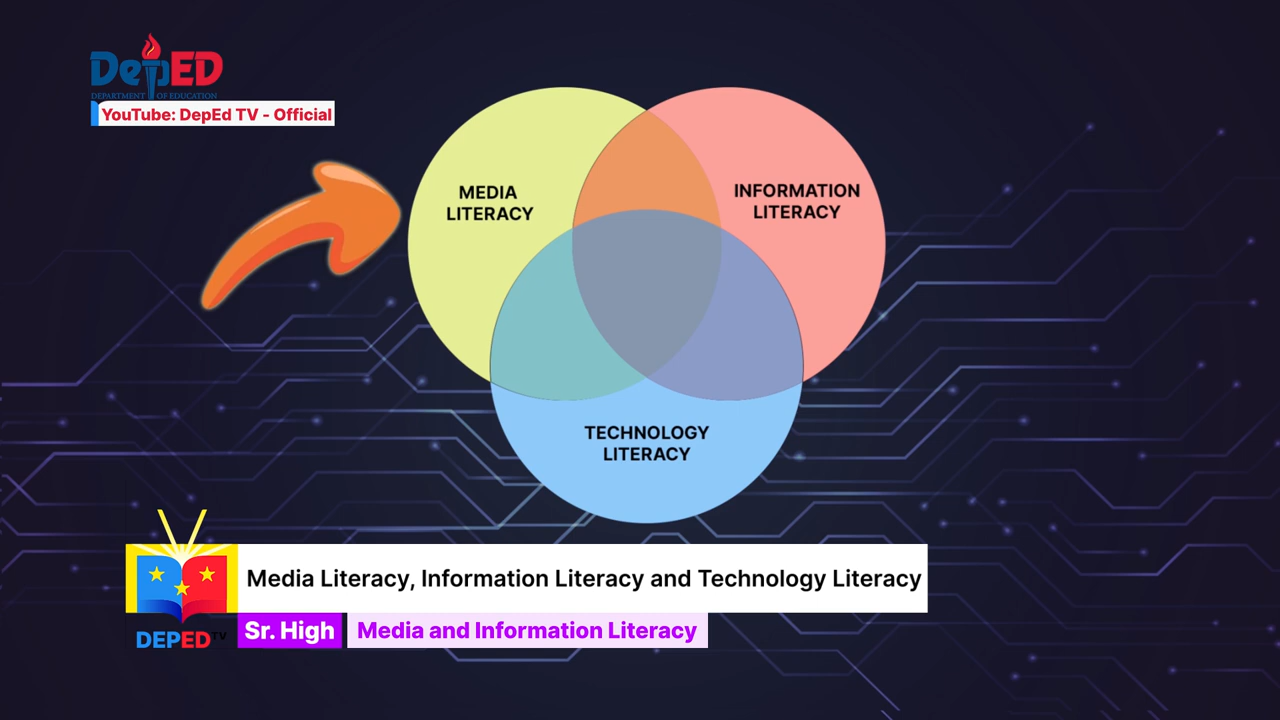 DepED
DEPARTMENT OF EDUCATION
YouTube: DepEd TV - Official
MEDIA
LITERACY
INFORMATION
LITERACY
TECHNOLOGY
LITERACY
Media Literacy, Information Literacy and Technology Literacy
DEPED TV
Sr. High
Media and Information Literacy